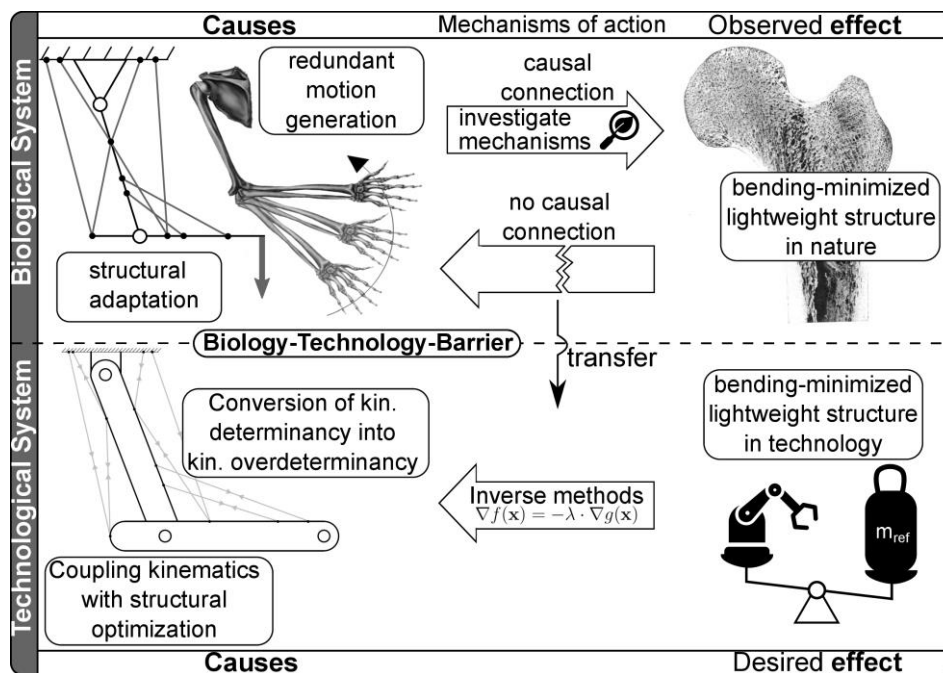 Causes
Mechanisms of action
Observed effect
Biological System
redundant
motion
generation
causal
connection
investigate
mechanisms
bending-minimized
lightweight structure
in nature
no causal
connection
structural
adaptation
Biology-Technology-Barrier
transfer
Technological System
Conversion of kin.
determinancy into
kin. overdeterminancy
bending-minimized
lightweight structure
in technology
Inverse methods
∇f(x) = −λ · ∇g(x)
m_ref
Coupling kinematics
with structural
optimization
Causes
Desired effect